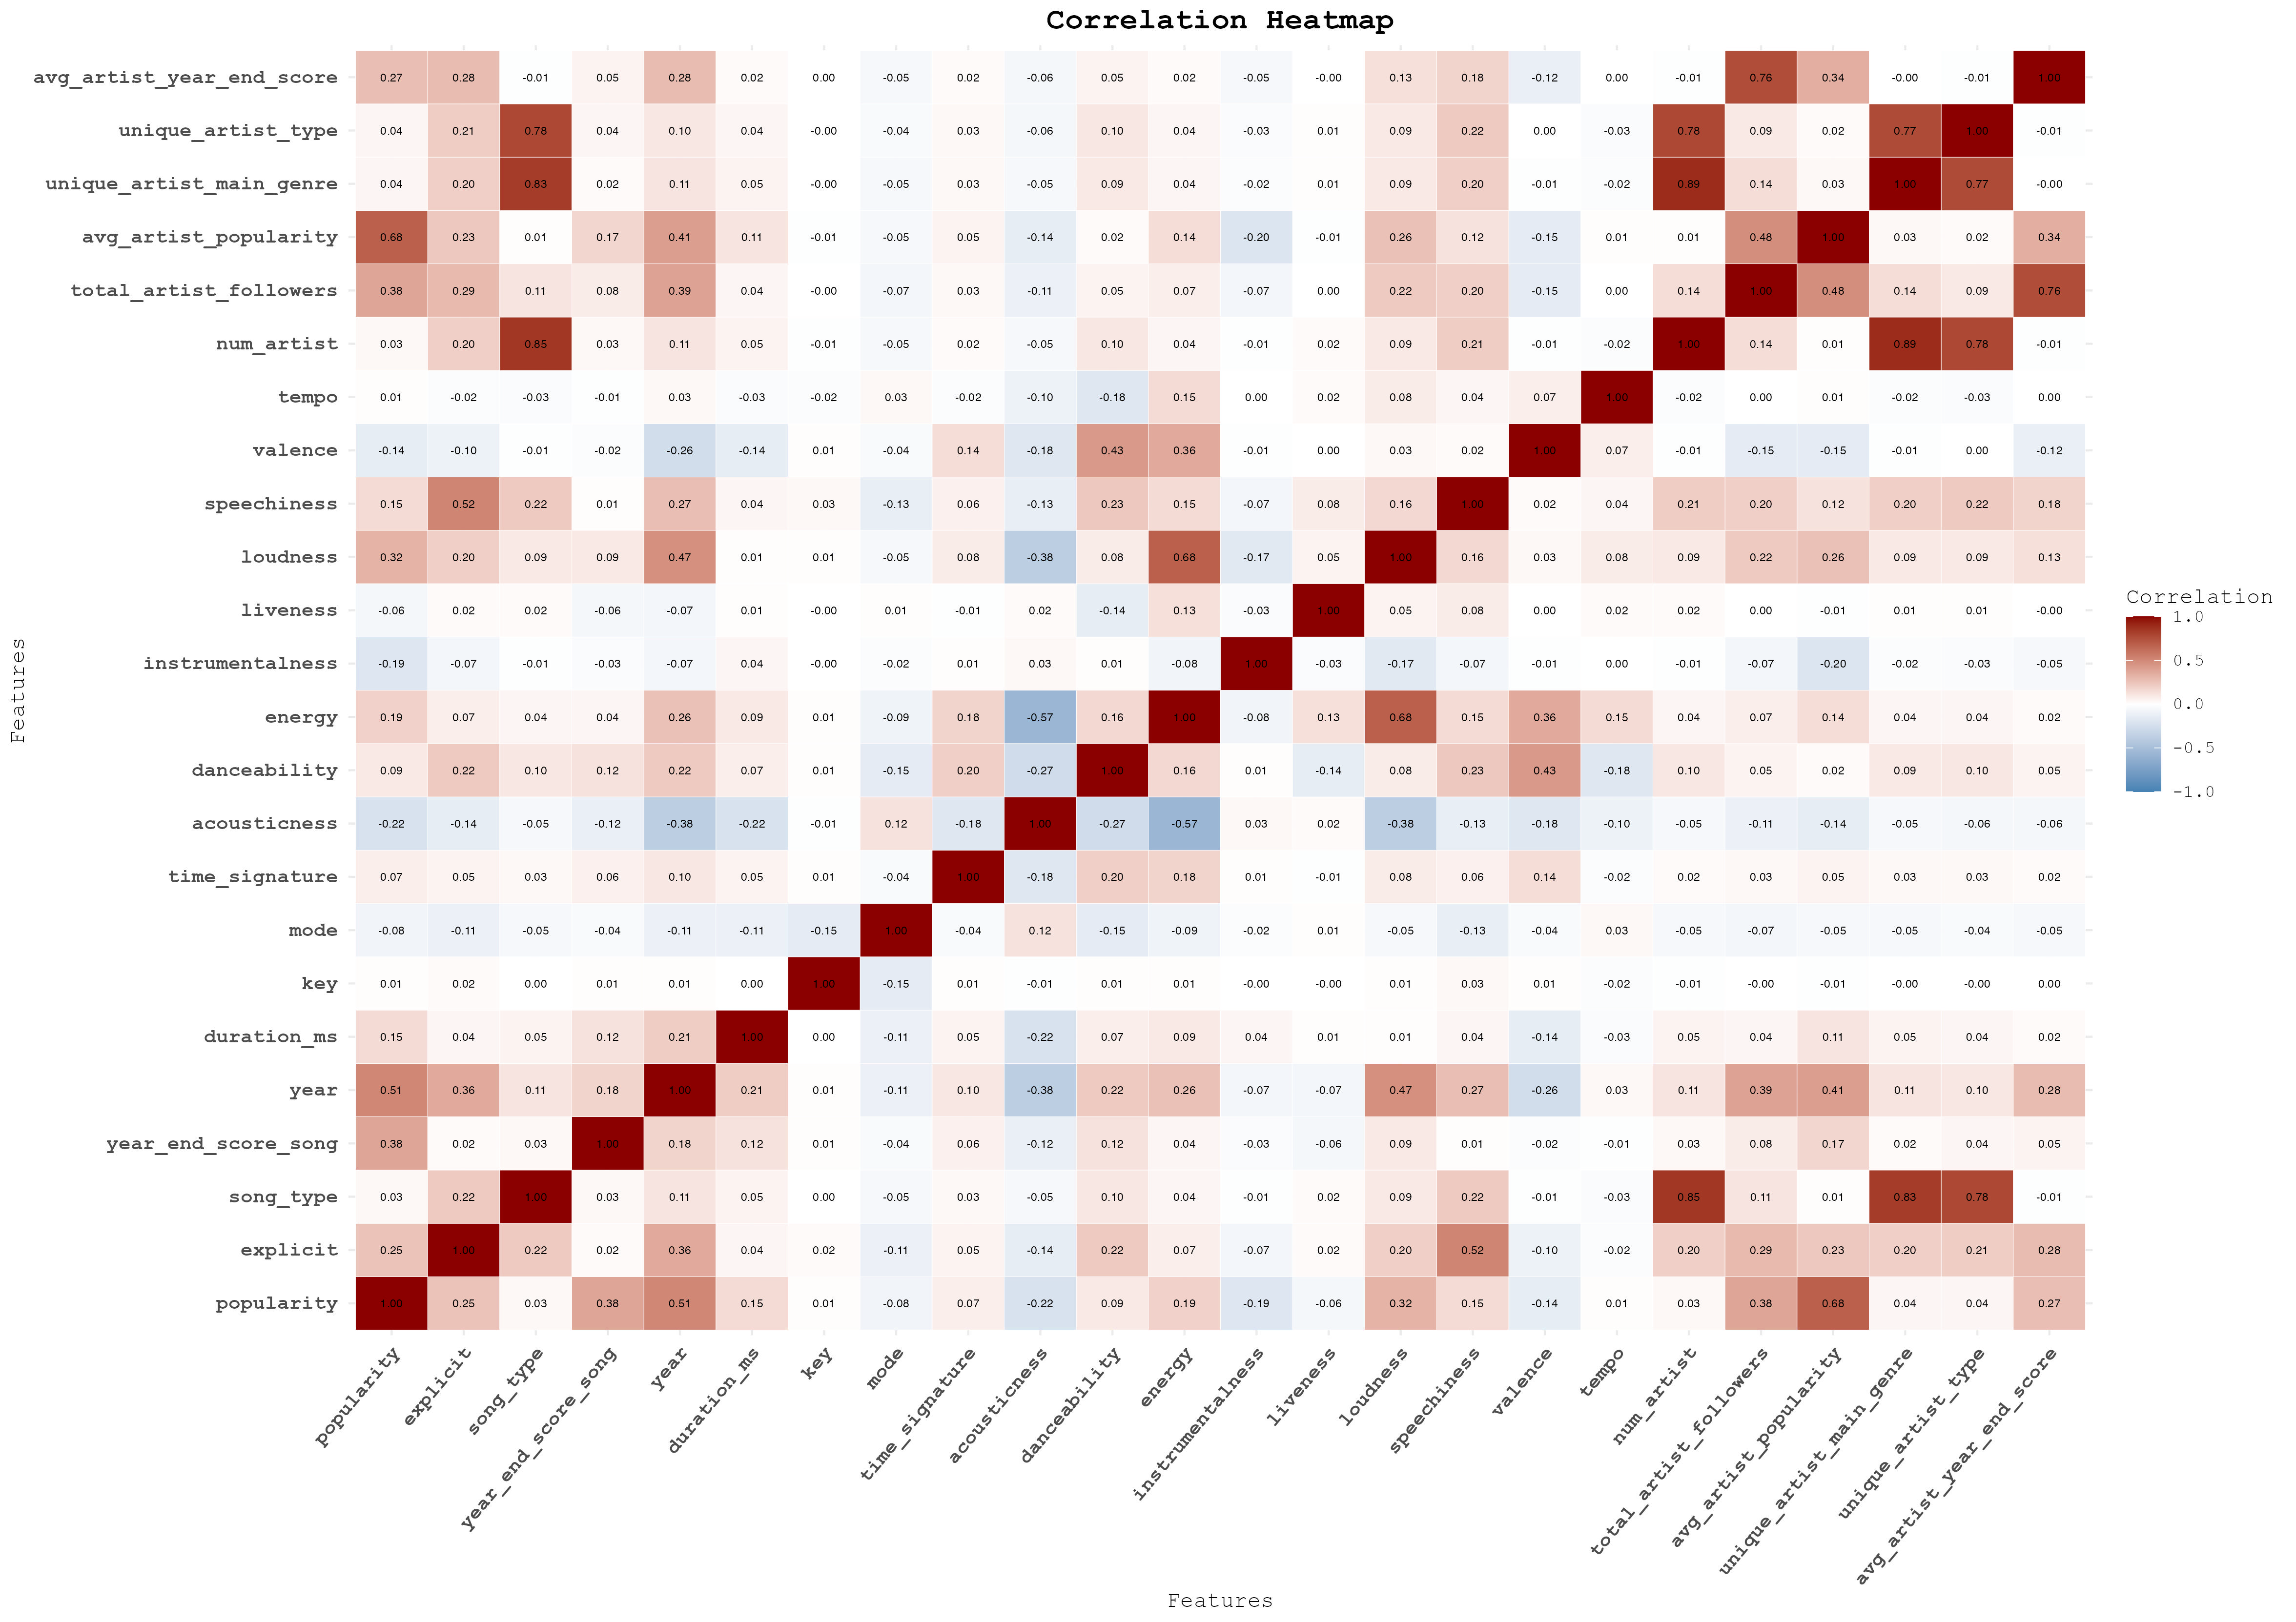 Correlation Heatmap
avg_artist_year_end_score 0.27 0.28 -0.01 0.05 0.28 0.02 0.00 -0.05 0.02 -0.06 0.05 0.02 -0.05 -0.00 0.13 0.18 -0.12 0.00 -0.01 0.76 0.34 -0.00 -0.01 1.00
unique_artist_type 0.04 0.21 0.78 0.04 0.10 0.04 -0.00 -0.04 0.03 -0.06 0.10 0.04 -0.03 0.01 0.09 0.22 0.00 -0.03 0.78 0.09 0.02 0.77 1.00 -0.01
unique_artist_main_genre 0.04 0.20 0.83 0.02 0.11 0.05 -0.00 -0.05 0.03 -0.05 0.09 0.04 -0.02 0.01 0.09 0.20 -0.01 -0.02 0.89 0.14 0.03 1.00 0.77 -0.00
avg_artist_popularity 0.68 0.23 0.01 0.17 0.41 0.11 -0.01 -0.05 0.05 -0.14 0.02 0.14 -0.20 -0.01 0.26 0.12 -0.15 0.01 0.01 0.48 1.00 0.03 0.02 0.34
total_artist_followers 0.38 0.29 0.11 0.08 0.39 0.04 -0.00 -0.07 0.03 -0.11 0.05 0.07 -0.07 0.00 0.22 0.20 -0.15 0.00 0.14 1.00 0.48 0.14 0.09 0.76
num_artist 0.03 0.20 0.85 0.03 0.11 0.05 -0.01 -0.05 0.02 -0.05 0.10 0.04 -0.01 0.02 0.09 0.21 -0.01 -0.02 1.00 0.14 0.01 0.89 0.78 -0.01
tempo 0.01 -0.02 -0.03 -0.01 0.03 -0.03 -0.02 0.03 -0.02 -0.10 -0.18 0.15 0.00 0.02 0.08 0.04 0.07 1.00 -0.02 0.00 0.01 -0.02 -0.03 0.00
valence -0.14 -0.10 -0.01 -0.02 -0.26 -0.14 0.01 -0.04 0.14 -0.18 0.43 0.36 -0.01 0.00 0.03 0.02 1.00 0.07 -0.01 -0.15 -0.15 -0.01 0.00 -0.12
speechiness 0.15 0.52 0.22 0.01 0.27 0.04 0.03 -0.13 0.06 -0.13 0.23 0.15 -0.07 0.08 0.16 1.00 0.02 0.04 0.21 0.20 0.12 0.20 0.22 0.18
loudness 0.32 0.20 0.09 0.09 0.47 0.01 0.01 -0.05 0.08 -0.38 0.08 0.68 -0.17 0.05 1.00 0.16 0.03 0.08 0.09 0.22 0.26 0.09 0.09 0.13
liveness -0.06 0.02 0.02 -0.06 -0.07 0.01 -0.00 0.01 -0.01 0.02 -0.14 0.13 -0.03 1.00 0.05 0.08 0.00 0.02 0.02 0.00 -0.01 0.01 0.01 -0.00
instrumentalness -0.19 -0.07 -0.01 -0.03 -0.07 0.04 -0.00 -0.02 0.01 0.03 0.01 -0.08 1.00 -0.03 -0.17 -0.07 -0.01 0.00 -0.01 -0.07 -0.20 -0.02 -0.03 -0.05
energy 0.19 0.07 0.04 0.04 0.26 0.09 0.01 -0.09 0.18 -0.57 0.16 1.00 -0.08 0.13 0.68 0.15 0.36 0.15 0.04 0.07 0.14 0.04 0.04 0.02
danceability 0.09 0.22 0.10 0.12 0.22 0.07 0.01 -0.15 0.20 -0.27 1.00 0.16 0.01 -0.14 0.08 0.23 0.43 -0.18 0.10 0.05 0.02 0.09 0.10 0.05
acousticness -0.22 -0.14 -0.05 -0.12 -0.38 -0.22 -0.01 0.12 -0.18 1.00 -0.27 -0.57 0.03 0.02 -0.38 -0.13 -0.18 -0.10 -0.05 -0.11 -0.14 -0.05 -0.06 -0.06
time_signature 0.07 0.05 0.03 0.06 0.10 0.05 0.01 -0.04 1.00 -0.18 0.20 0.18 0.01 -0.01 0.08 0.06 0.14 -0.02 0.02 0.03 0.05 0.03 0.03 0.02
mode -0.08 -0.11 -0.05 -0.04 -0.11 -0.11 -0.15 1.00 -0.04 0.12 -0.15 -0.09 -0.02 0.01 -0.05 -0.13 -0.04 0.03 -0.05 -0.07 -0.05 -0.05 -0.04 -0.05
key 0.01 0.02 0.00 0.01 0.01 0.00 1.00 -0.15 0.01 -0.01 0.01 0.01 -0.00 -0.00 0.01 0.03 0.01 -0.02 -0.01 -0.00 -0.01 -0.00 -0.00 0.00
duration_ms 0.15 0.04 0.05 0.12 0.21 1.00 0.00 -0.11 0.05 -0.22 0.07 0.09 0.04 0.01 0.01 0.04 -0.14 -0.03 0.05 0.04 0.11 0.05 0.04 0.02
year 0.51 0.36 0.11 0.18 1.00 0.21 0.01 -0.11 0.10 -0.38 0.22 0.26 -0.07 -0.07 0.47 0.27 -0.26 0.03 0.11 0.39 0.41 0.11 0.10 0.28
year_end_score_song 0.38 0.02 0.03 1.00 0.18 0.12 0.01 -0.04 0.06 -0.12 0.12 0.04 -0.03 -0.06 0.09 0.01 -0.02 -0.01 0.03 0.08 0.17 0.02 0.04 0.05
song_type 0.03 0.22 1.00 0.03 0.11 0.05 0.00 -0.05 0.03 -0.05 0.10 0.04 -0.01 0.02 0.09 0.22 -0.01 -0.03 0.85 0.11 0.01 0.83 0.78 -0.01
explicit 0.25 1.00 0.22 0.02 0.36 0.04 0.02 -0.11 0.05 -0.14 0.22 0.07 -0.07 0.02 0.20 0.52 -0.10 -0.02 0.20 0.29 0.23 0.20 0.21 0.28
popularity 1.00 0.25 0.03 0.38 0.51 0.15 0.01 -0.08 0.07 -0.22 0.09 0.19 -0.19 -0.06 0.32 0.15 -0.14 0.01 0.03 0.38 0.68 0.04 0.04 0.27
Features
popularity
explicit
song_type
year_end_score_song
year
duration_ms
key
mode
time_signature
acousticness
danceability
energy
instrumentalness
liveness
loudness
speechiness
valence
tempo
num_artist
total_artist_followers
avg_artist_popularity
unique_artist_main_genre
unique_artist_type
avg_artist_year_end_score
Features
Correlation
1.0
0.5
0.0
-0.5
-1.0